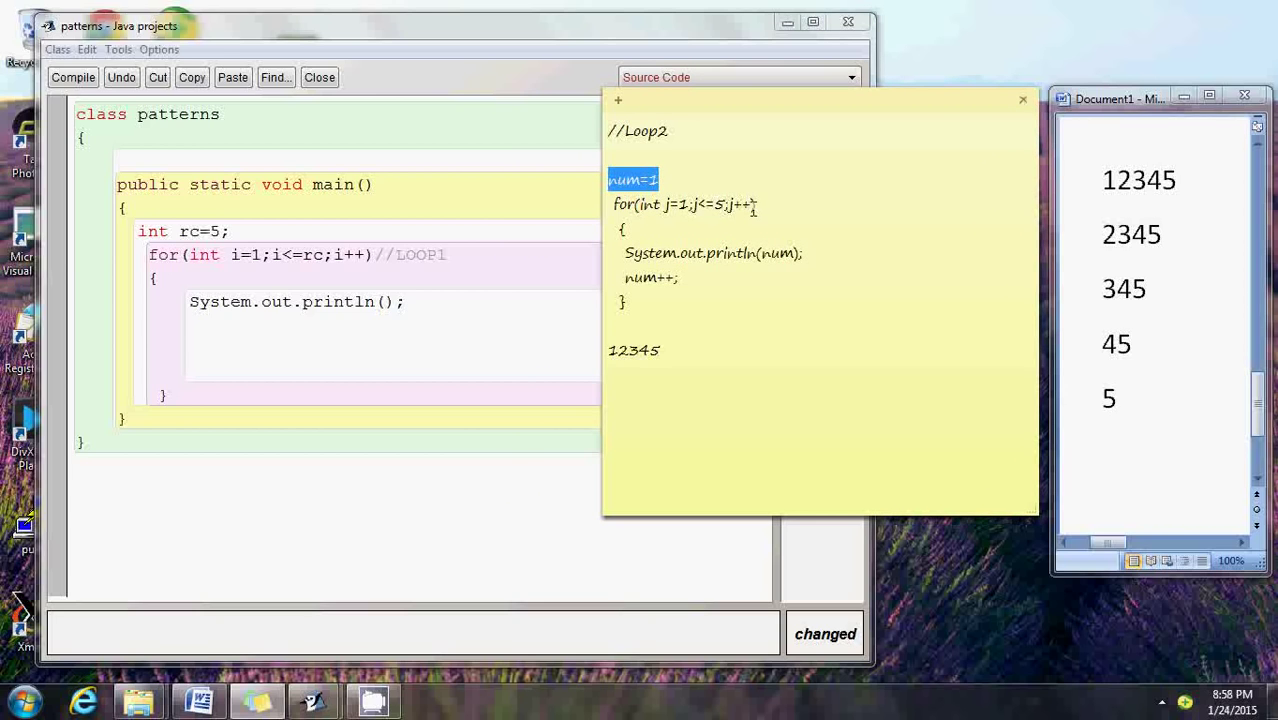 patterns - Java projects
Class Edit Tools Options
Compile Undo Cut Copy Paste Find... Close Source Code
class patterns
{
public static void main()
{
int rc=5;
for(int i=1;i<=rc;i++)//LOOP1
{
System.out.println();
}
}
}
changed
+
//Loop2
num=1
for(int j=1;j<=5;j++)
{
System.out.println(num);
num++;
}
12345
Document1 - Mi...
12345
2345
345
45
5
100%
8:58 PM
1/24/2015